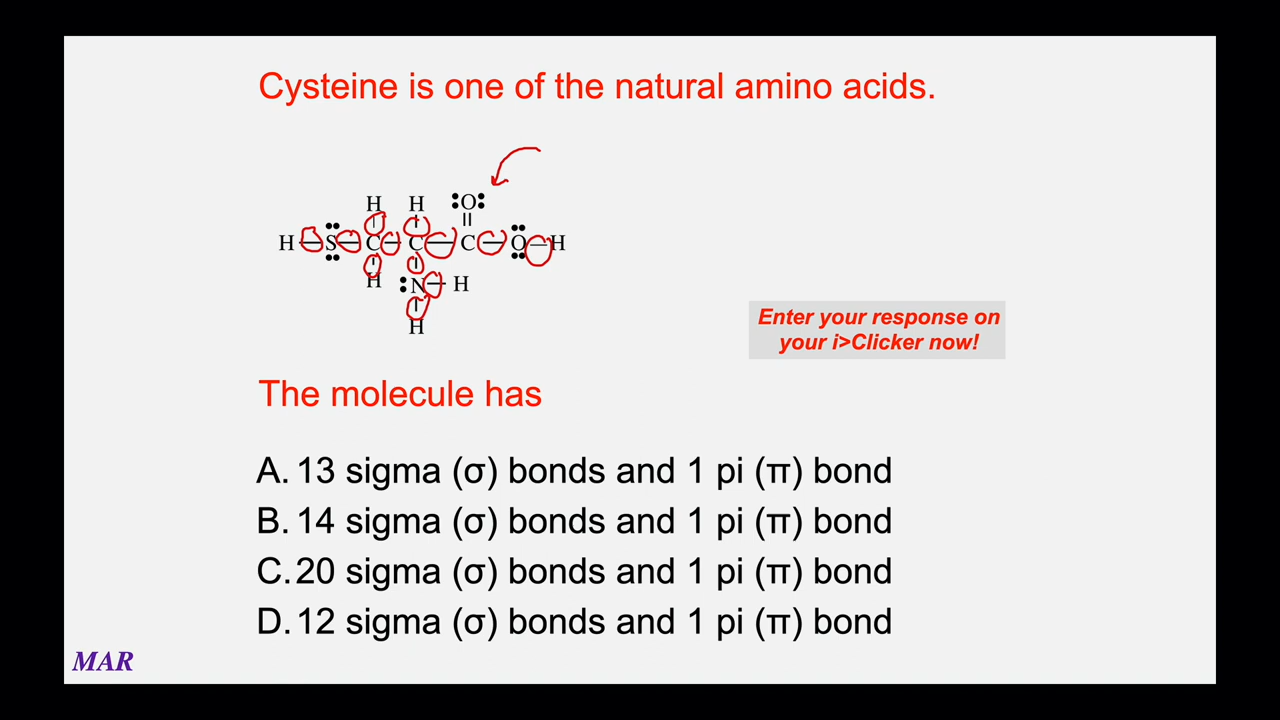 Cysteine is one of the natural amino acids.
H H :O:
H S C C C O H
H :N H
H
Enter your response on
your i>Clicker now!
The molecule has
A. 13 sigma (σ) bonds and 1 pi (π) bond
B. 14 sigma (σ) bonds and 1 pi (π) bond
C. 20 sigma (σ) bonds and 1 pi (π) bond
D. 12 sigma (σ) bonds and 1 pi (π) bond
MAR